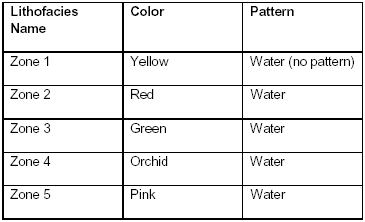 Lithofacies Name Color Pattern
Zone 1 Yellow Water (no pattern)
Zone 2 Red Water
Zone 3 Green Water
Zone 4 Orchid Water
Zone 5 Pink Water